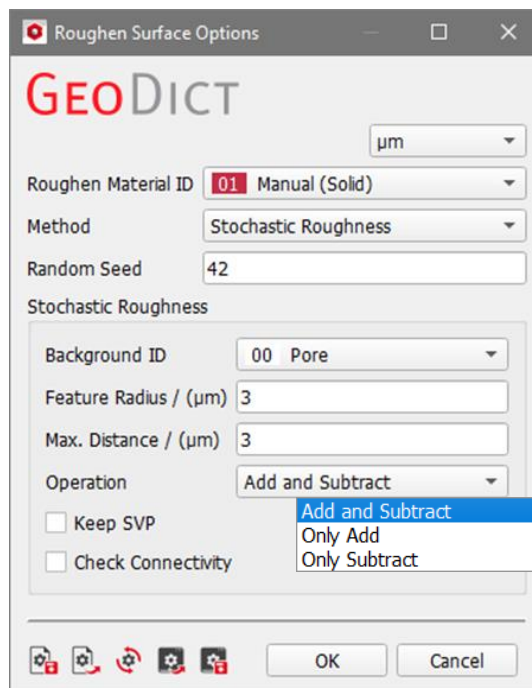 Roughen Surface Options
GEODICT
µm
Roughen Material ID 01 Manual (Solid)
Method Stochastic Roughness
Random Seed 42
Stochastic Roughness
Background ID 00 Pore
Feature Radius / (µm) 3
Max. Distance / (µm) 3
Operation Add and Subtract
Add and Subtract
Keep SVP
Only Add
Only Subtract
Check Connectivity
OK Cancel